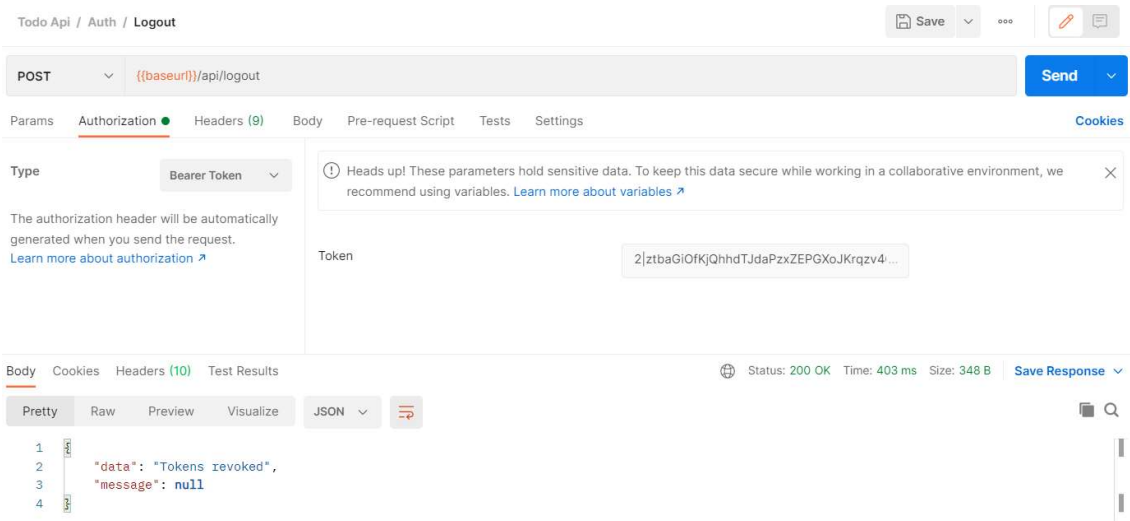 Todo Api / Auth / Logout
Save
POST
{{baseurl}}/api/logout
Send
Params Authorization Headers (9) Body Pre-request Script Tests Settings Cookies
Type
Bearer Token
Heads up! These parameters hold sensitive data. To keep this data secure while working in a collaborative environment, we
recommend using variables. Learn more about variables ↗
The authorization header will be automatically
generated when you send the request.
Learn more about authorization ↗
Token
2|ztbaGiOfKjQhhdTJdaPzxZEPGXoJKrqzv4...
Body Cookies Headers (10) Test Results
Status: 200 OK Time: 403 ms Size: 348 B Save Response
Pretty Raw Preview Visualize JSON
1 {
2 "data": "Tokens revoked",
3 "message": null
4 }